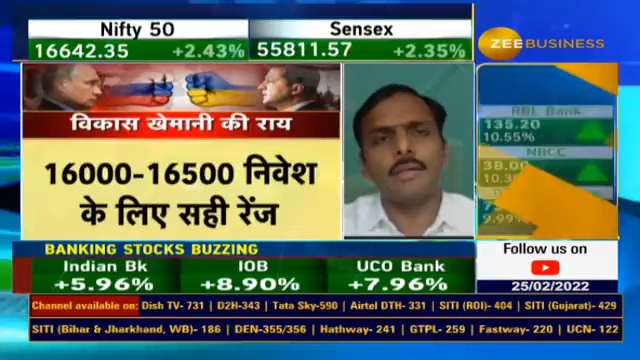 Nifty 50
16642.35 +2.43%
Sensex
55811.57 +2.35%
ZEE BUSINESS
विकास खेमानी की राय
16000-16500 निवेश
के लिए सही रेंज
RBL Bank
135.20
10.55%
NBCC
38.00
9.99%
BANKING STOCKS BUZZING
Indian Bk
+5.96%
IOB
+8.90%
UCO Bank
+7.96%
Follow us on
25/02/2022
Channel available on: Dish TV- 731 | D2H-343 | Tata Sky-590 | Airtel DTH- 331 | SITI (ROI)- 404 | SITI (Gujarat)- 429
SITI (Bihar & Jharkhand, WB)- 186 | DEN-355/356 | Hathway- 241 | GTPL- 259 | Fastway- 220 | UCN- 122